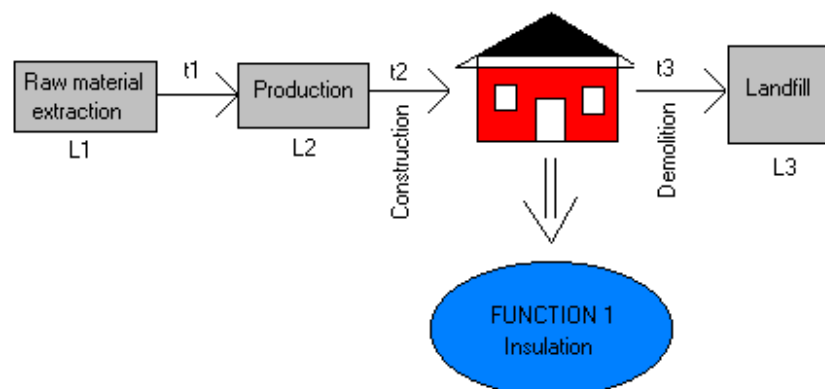 Raw material
extraction
L1
t1
Production
L2
t2
Construction
t3
Demolition
Landfill
L3
FUNCTION 1
Insulation